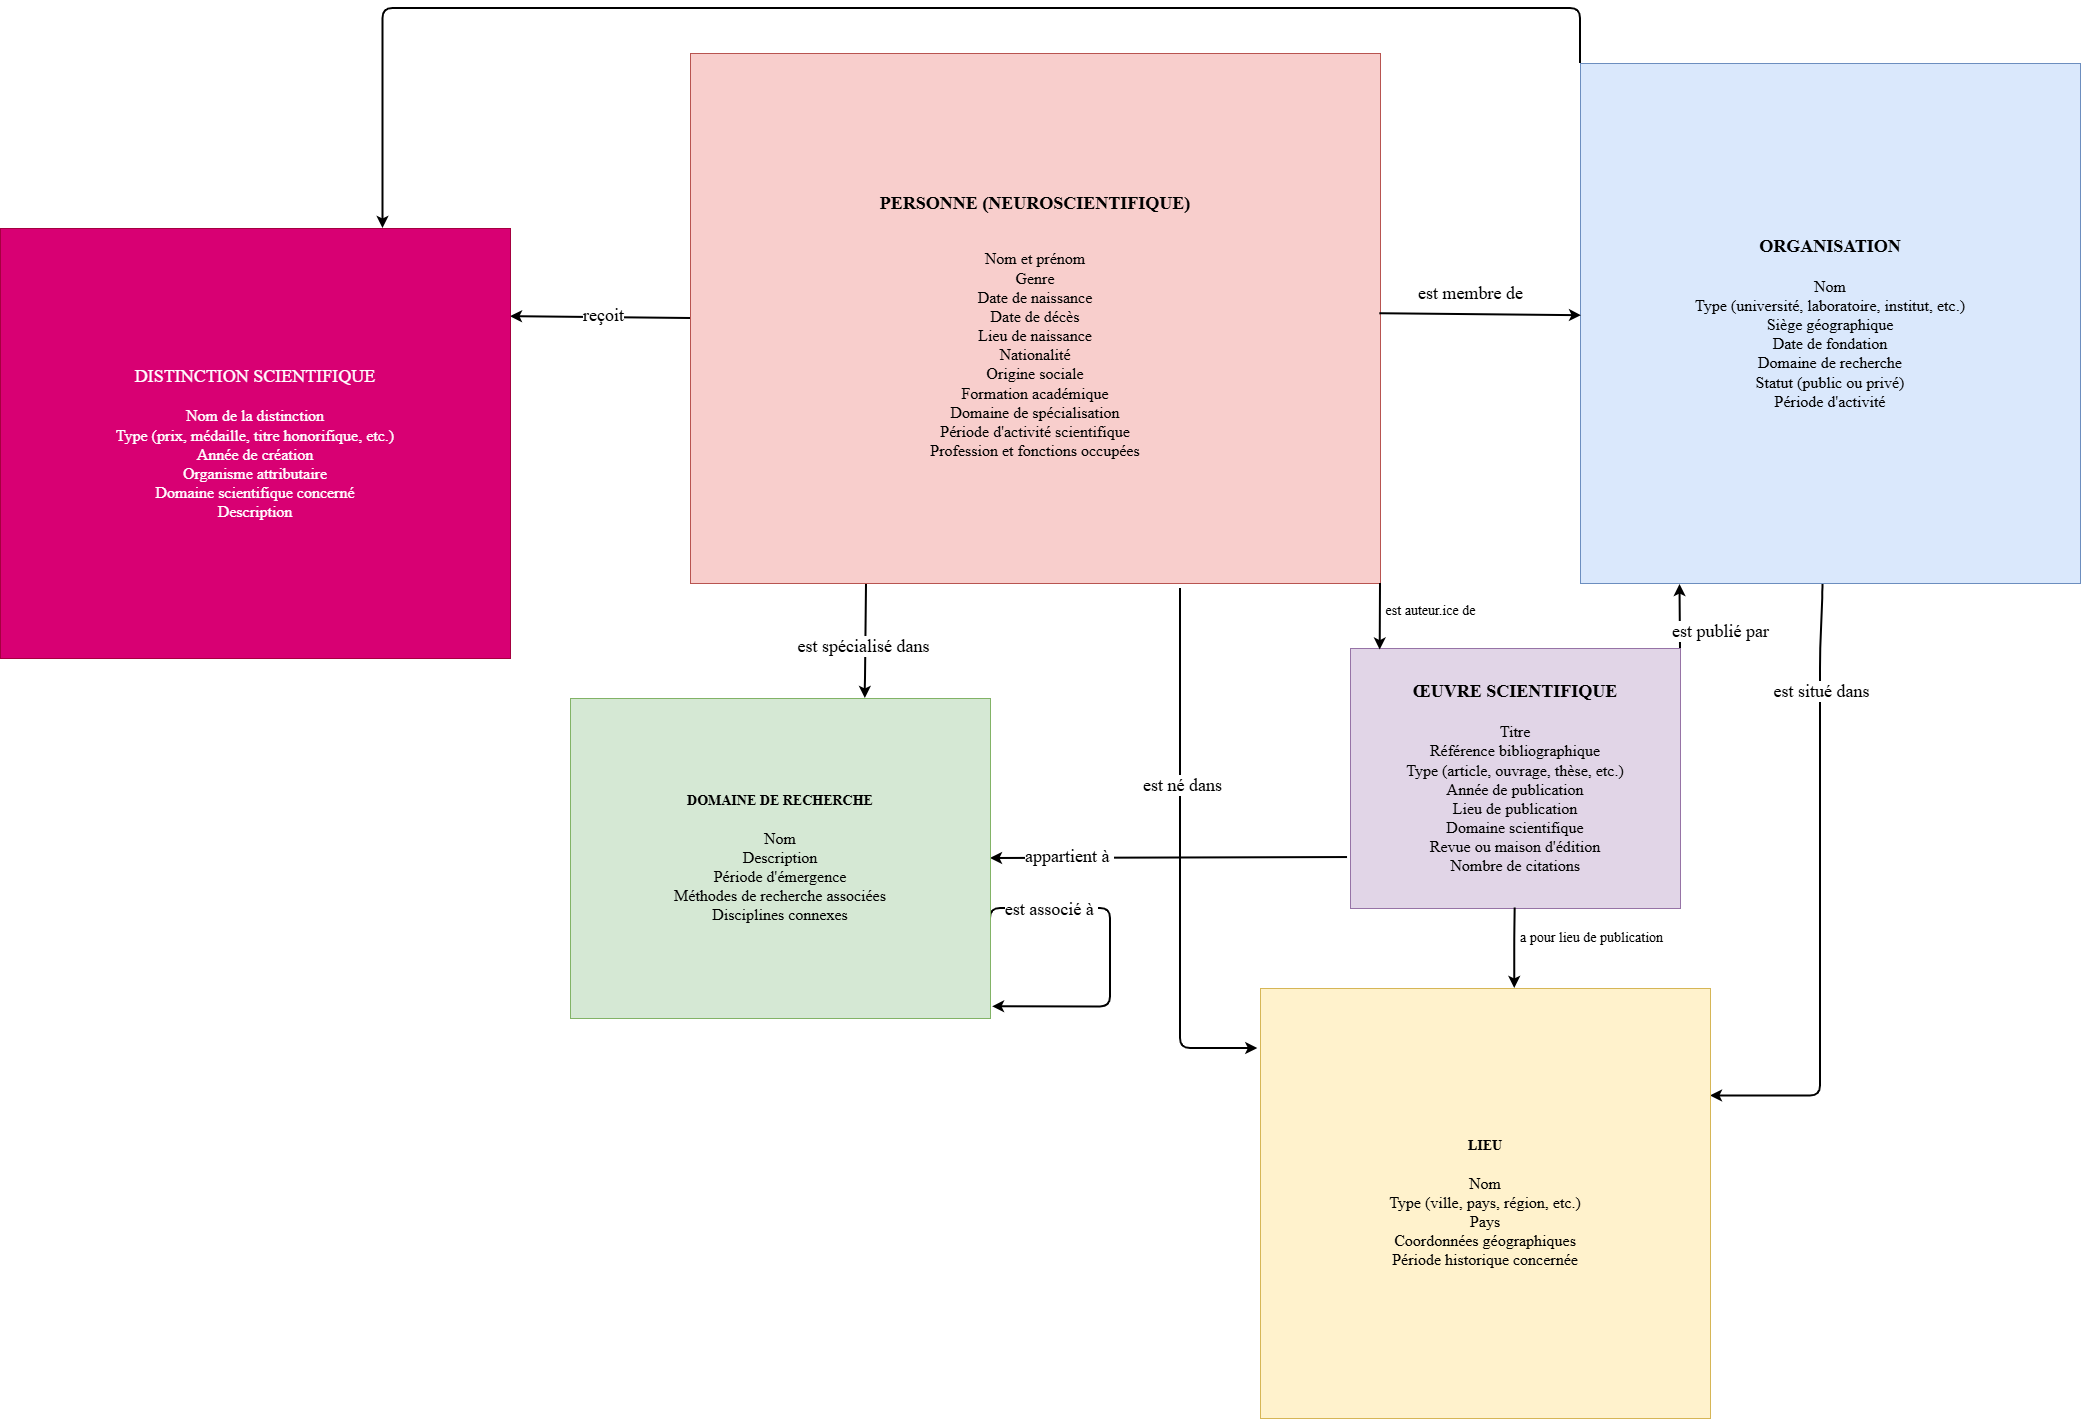 PERSONNE (NEUROSCIENTIFIQUE)
Nom et prénom
Genre
Date de naissance
Date de décès
Lieu de naissance
Nationalité
Origine sociale
Formation académique
Domaine de spécialisation
Période d'activité scientifique
Profession et fonctions occupées
ORGANISATION
Nom
Type (université, laboratoire, institut, etc.)
Siège géographique
Date de fondation
Domaine de recherche
Statut (public ou privé)
Période d'activité
est membre de
reçoit
DISTINCTION SCIENTIFIQUE
Nom de la distinction
Type (prix, médaille, titre honorifique, etc.)
Année de création
Organisme attributaire
Domaine scientifique concerné
Description
est spécialisé dans
est auteur.ice de
est publié par
est situé dans
est né dans
ŒUVRE SCIENTIFIQUE
Titre
Référence bibliographique
Type (article, ouvrage, thèse, etc.)
Année de publication
Lieu de publication
Domaine scientifique
Revue ou maison d'édition
Nombre de citations
DOMAINE DE RECHERCHE
Nom
Description
Période d'émergence
Méthodes de recherche associées
Disciplines connexes
appartient à
est associé à
a pour lieu de publication
LIEU
Nom
Type (ville, pays, région, etc.)
Pays
Coordonnées géographiques
Période historique concernée